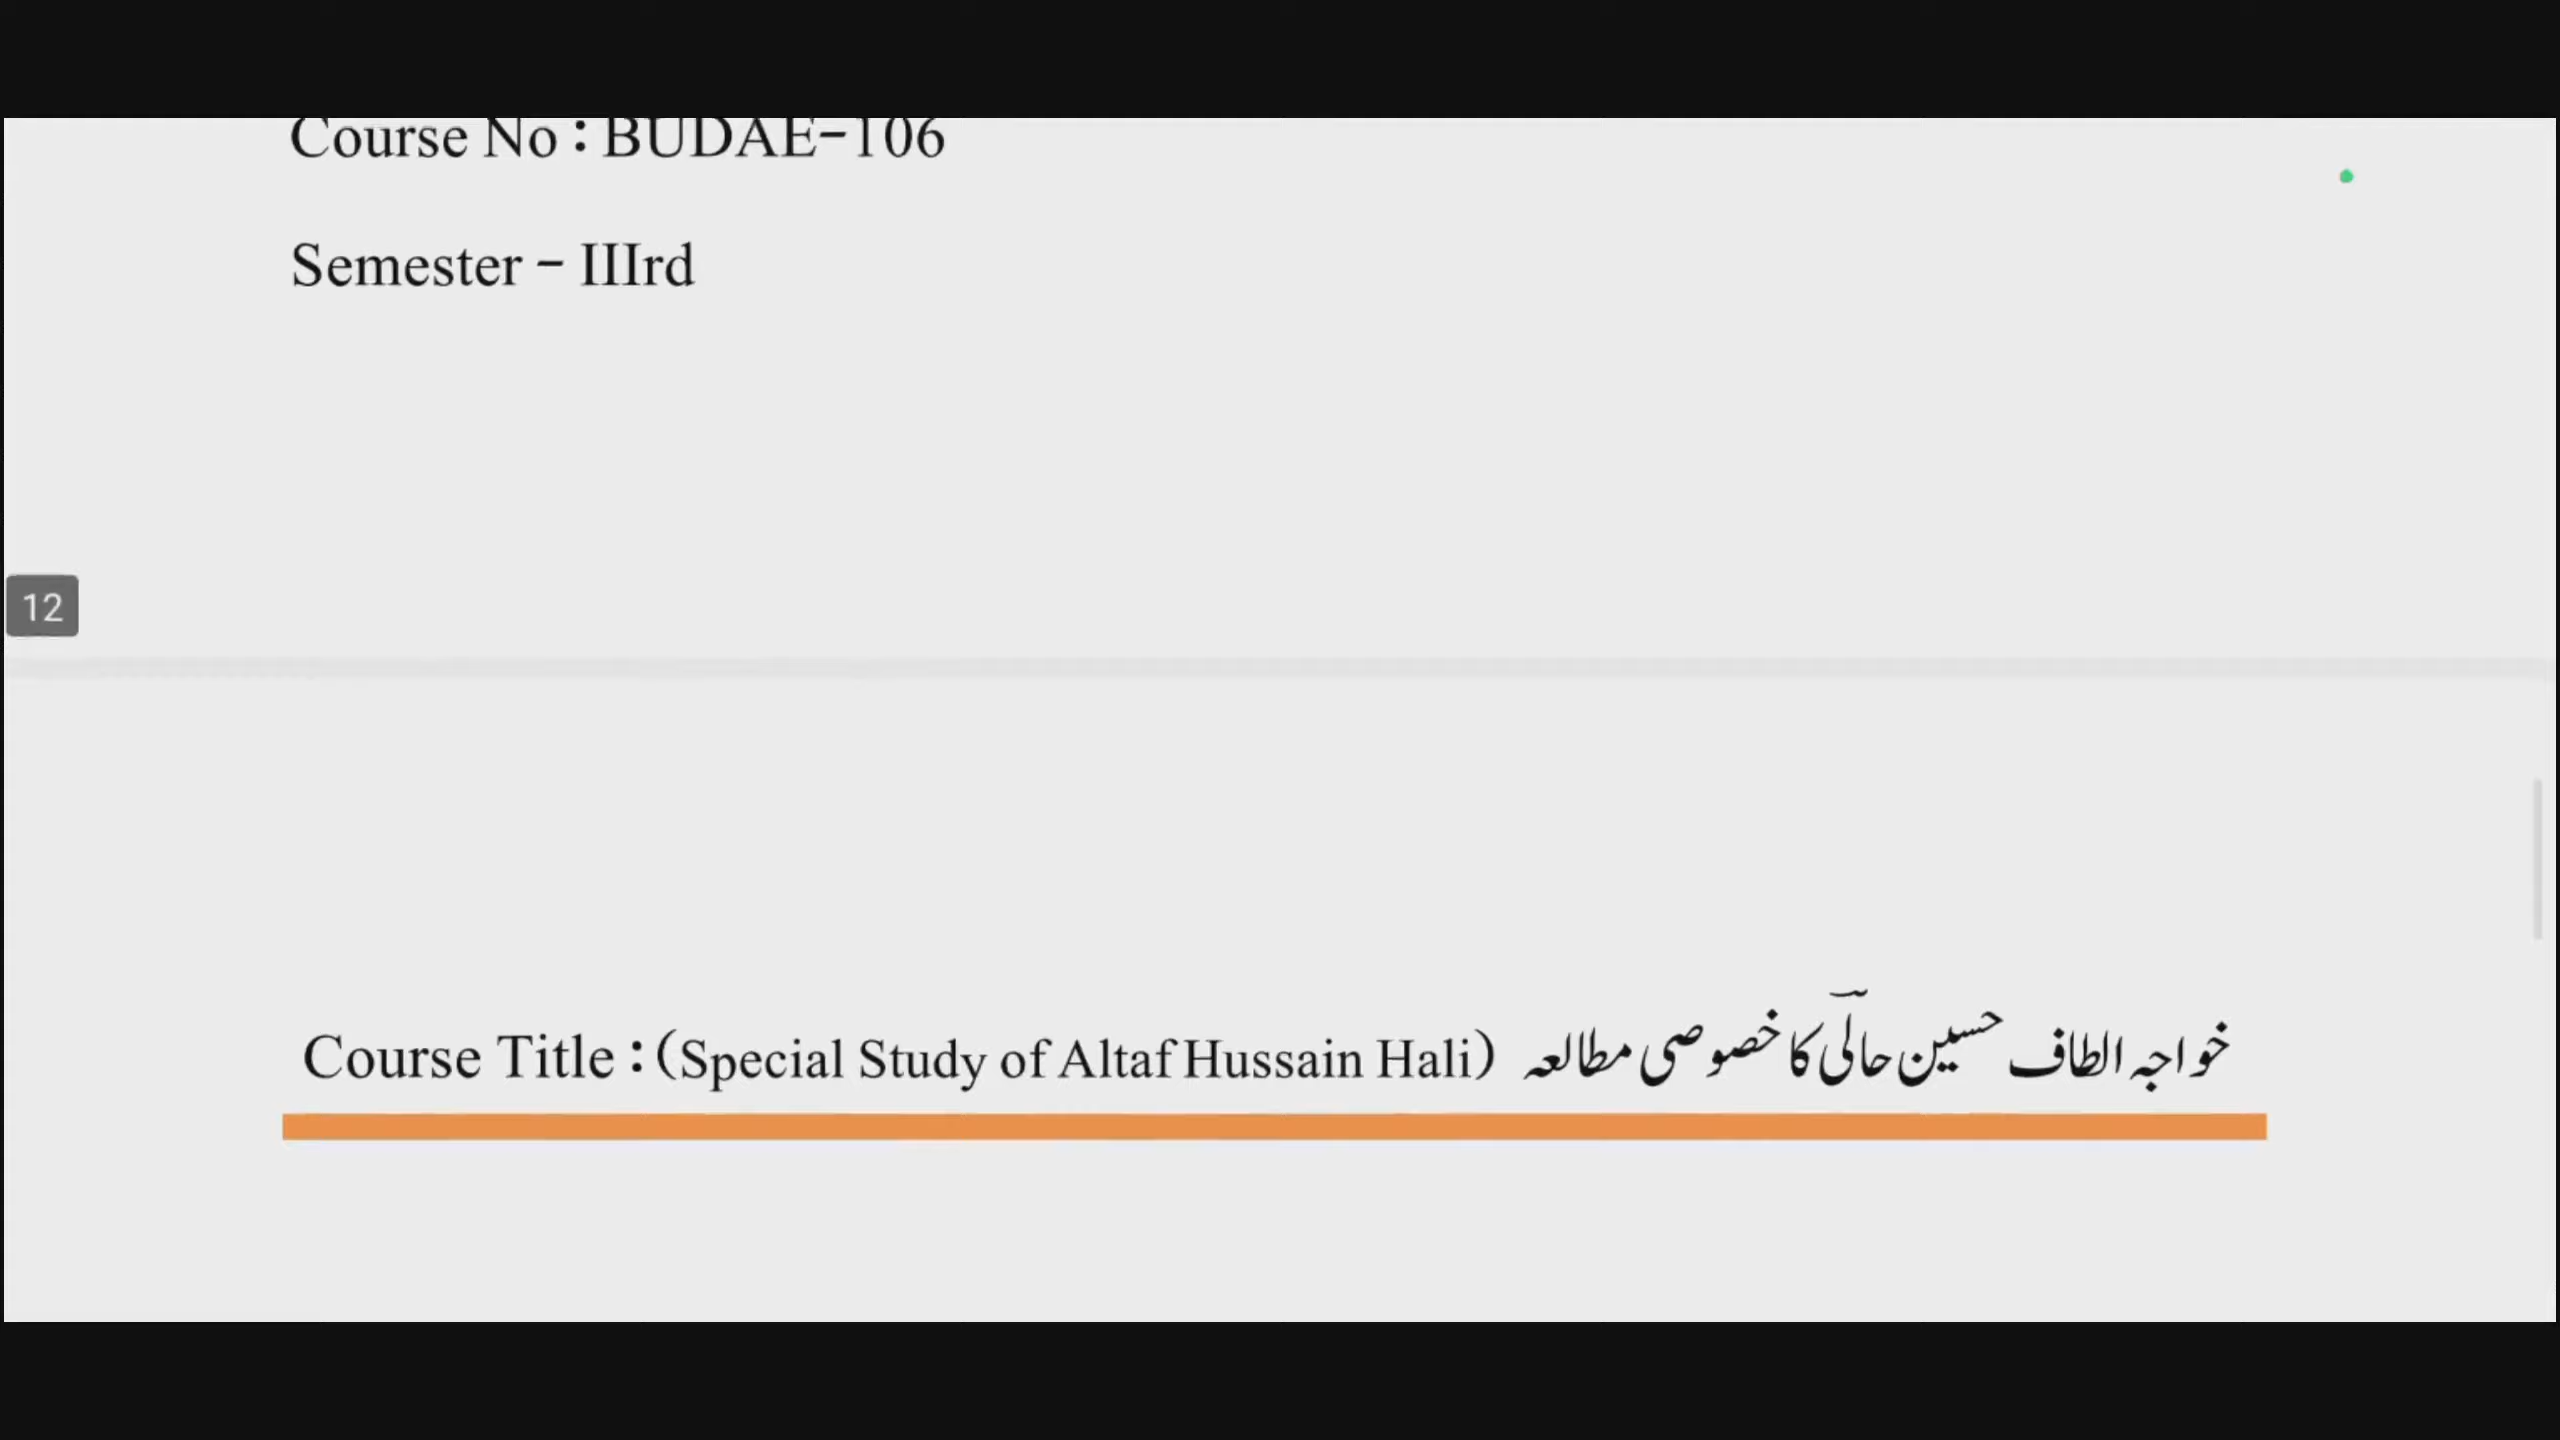 Course No : BUDAE-106
Semester - IIIrd
12
Course Title : (Special Study of Altaf Hussain Hali) خواجہ الطاف حسین حالیؔ کا خصوصی مطالعہ